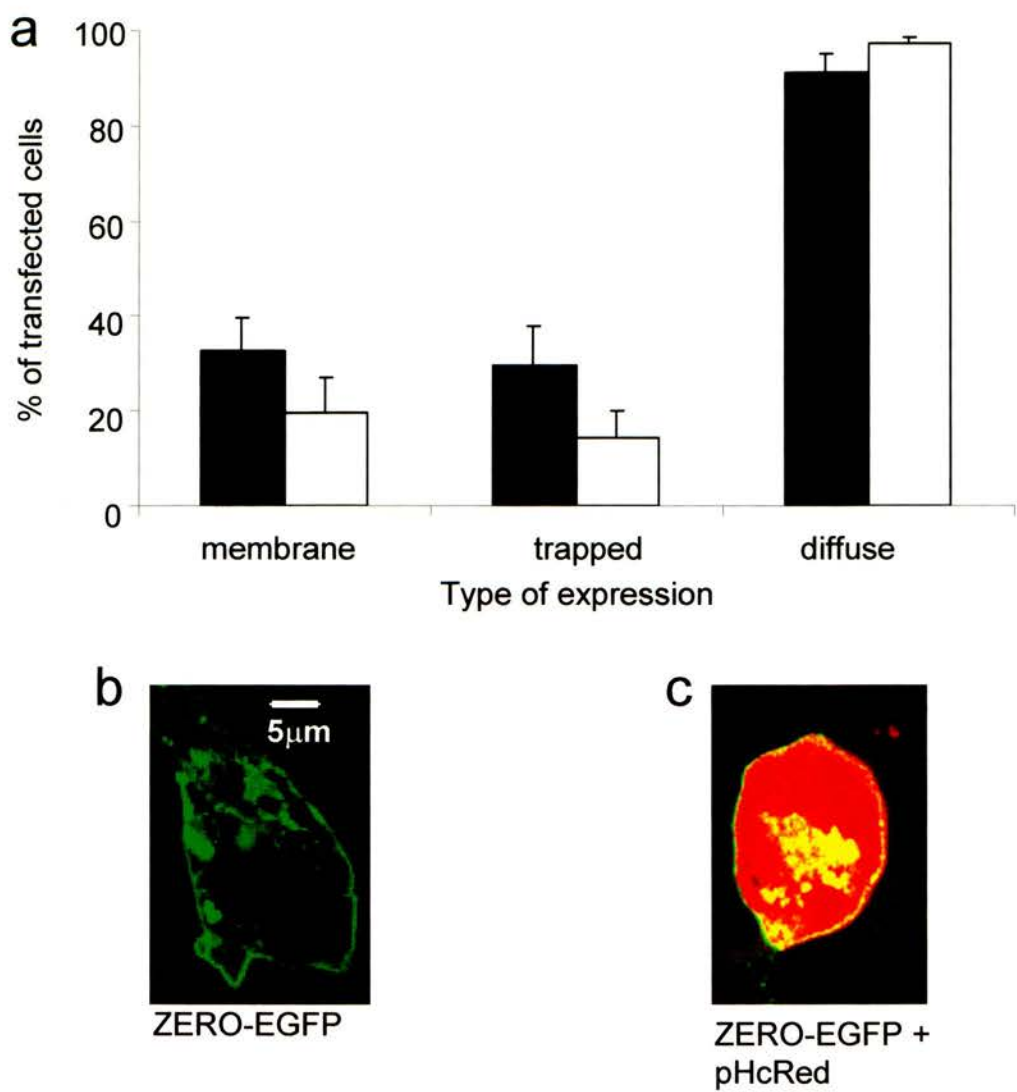 a
100
80
60
40
20
0
% of transfected cells
membrane trapped diffuse
Type of expression
b
5μm
ZERO-EGFP
c
ZERO-EGFP +
pHcRed